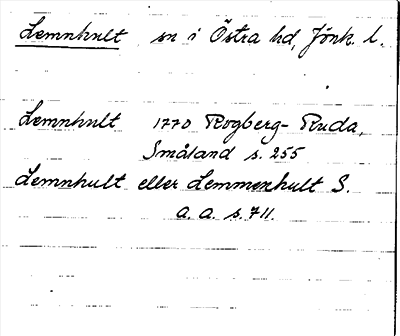 Lemnhult sn i Östra hd, Jönk. l.
Lemnhult 1770 Rogberg-Ruda,
Småland s. 255
Lemnhult eller Lemmenhult S.
a. a. s. 711.